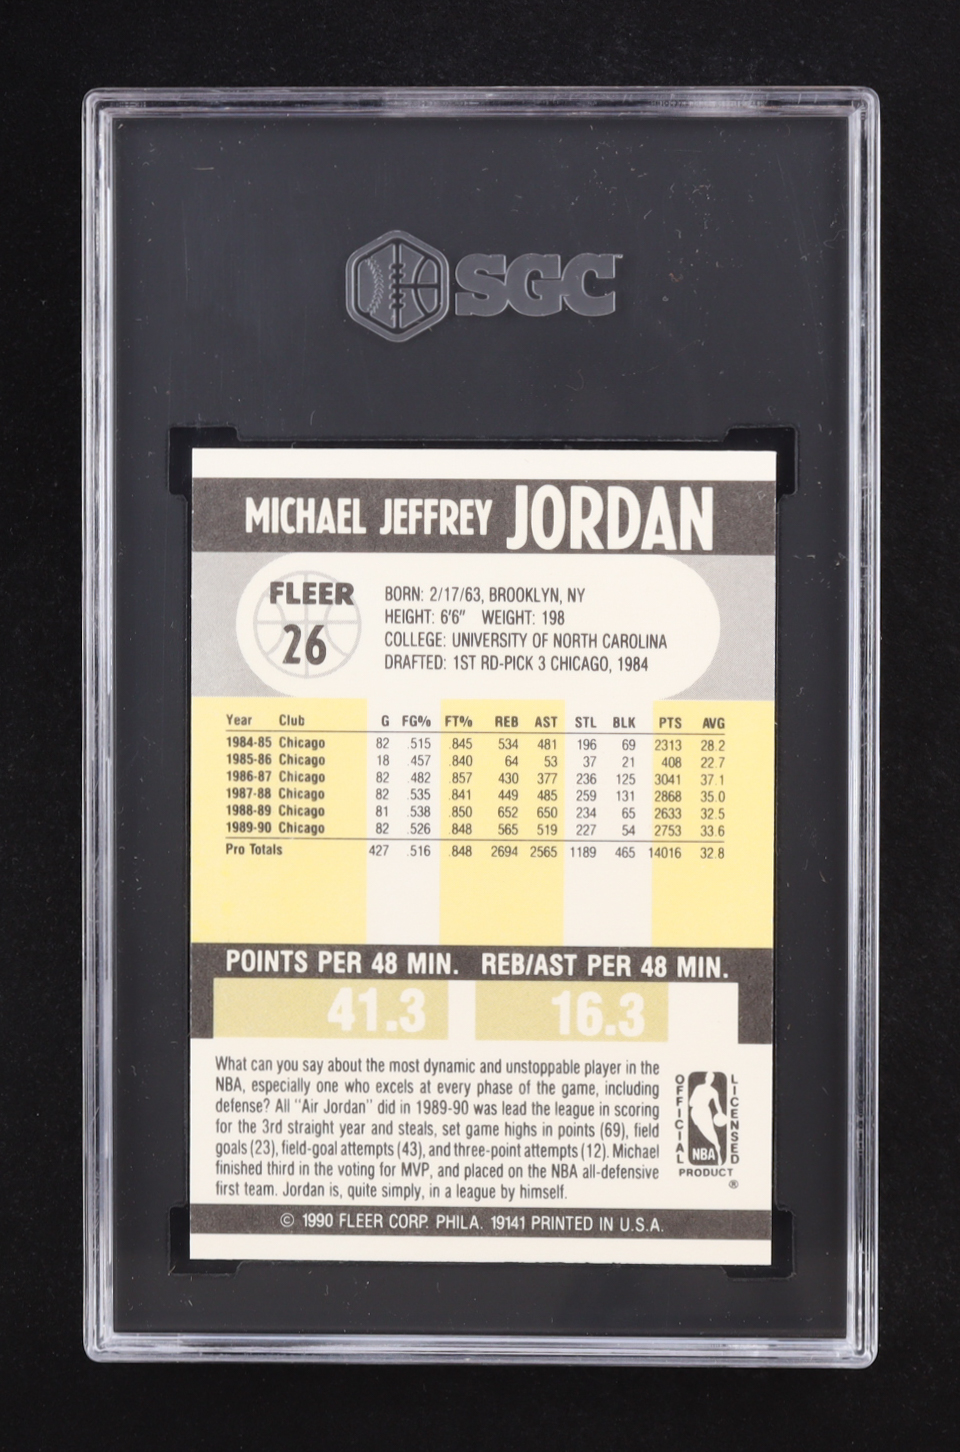 SGC
MICHAEL JEFFREY JORDAN
FLEER
26
BORN: 2/17/63, BROOKLYN, NY
HEIGHT: 6'6" WEIGHT: 198
COLLEGE: UNIVERSITY OF NORTH CAROLINA
DRAFTED: 1ST RD-PICK 3 CHICAGO, 1984
Year Club G FG% FT% REB AST STL BLK PTS AVG
1984-85 Chicago 82 .515 .845 534 481 196 69 2313 28.2
1985-86 Chicago 18 .457 .840 64 53 37 21 408 22.7
1986-87 Chicago 82 .482 .857 430 377 236 125 3041 37.1
1987-88 Chicago 82 .535 .841 449 485 259 131 2868 35.0
1988-89 Chicago 81 .538 .850 652 650 234 65 2633 32.5
1989-90 Chicago 82 .526 .848 565 519 227 54 2753 33.6
Pro Totals 427 .516 .848 2694 2565 1189 465 14016 32.8
POINTS PER 48 MIN. REB/AST PER 48 MIN.
41.3 16.3
What can you say about the most dynamic and unstoppable player in the
NBA, especially one who excels at every phase of the game, including
defense? All "Air Jordan" did in 1989-90 was lead the league in scoring
for the 3rd straight year and steals, set game highs in points (69), field
goals (23), field-goal attempts (43), and three-point attempts (12). Michael
finished third in the voting for MVP, and placed on the NBA all-defensive
first team. Jordan is, quite simply, in a league by himself.
OFFICIAL
LICENSED
NBA
PRODUCT
®
© 1990 FLEER CORP. PHILA. 19141 PRINTED IN U.S.A.